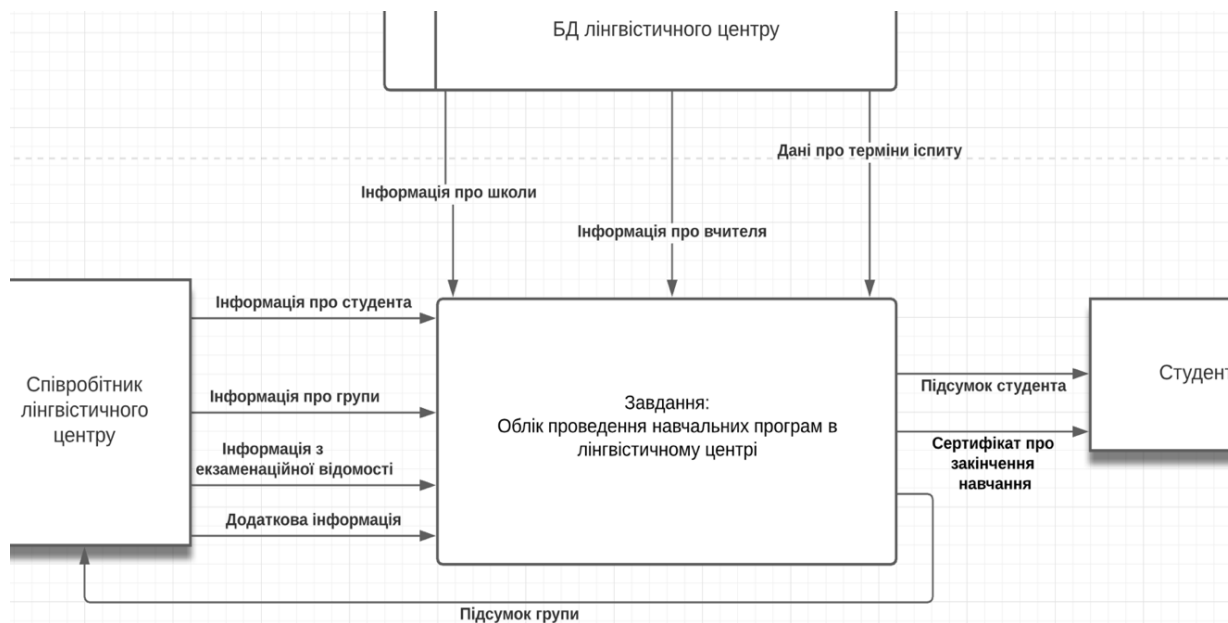 БД лінгвістичного центру
Дані про терміни іспиту
Інформація про школи
Інформація про вчителя
Інформація про студента
Співробітник
лінгвістичного
центру
Інформація про групи
Інформація з
екзаменаційної відомості
Додаткова інформація
Завдання:
Облік проведення навчальних програм в
лінгвістичному центрі
Студент
Підсумок студента
Сертифікат про
закінчення
навчання
Підсумок групи